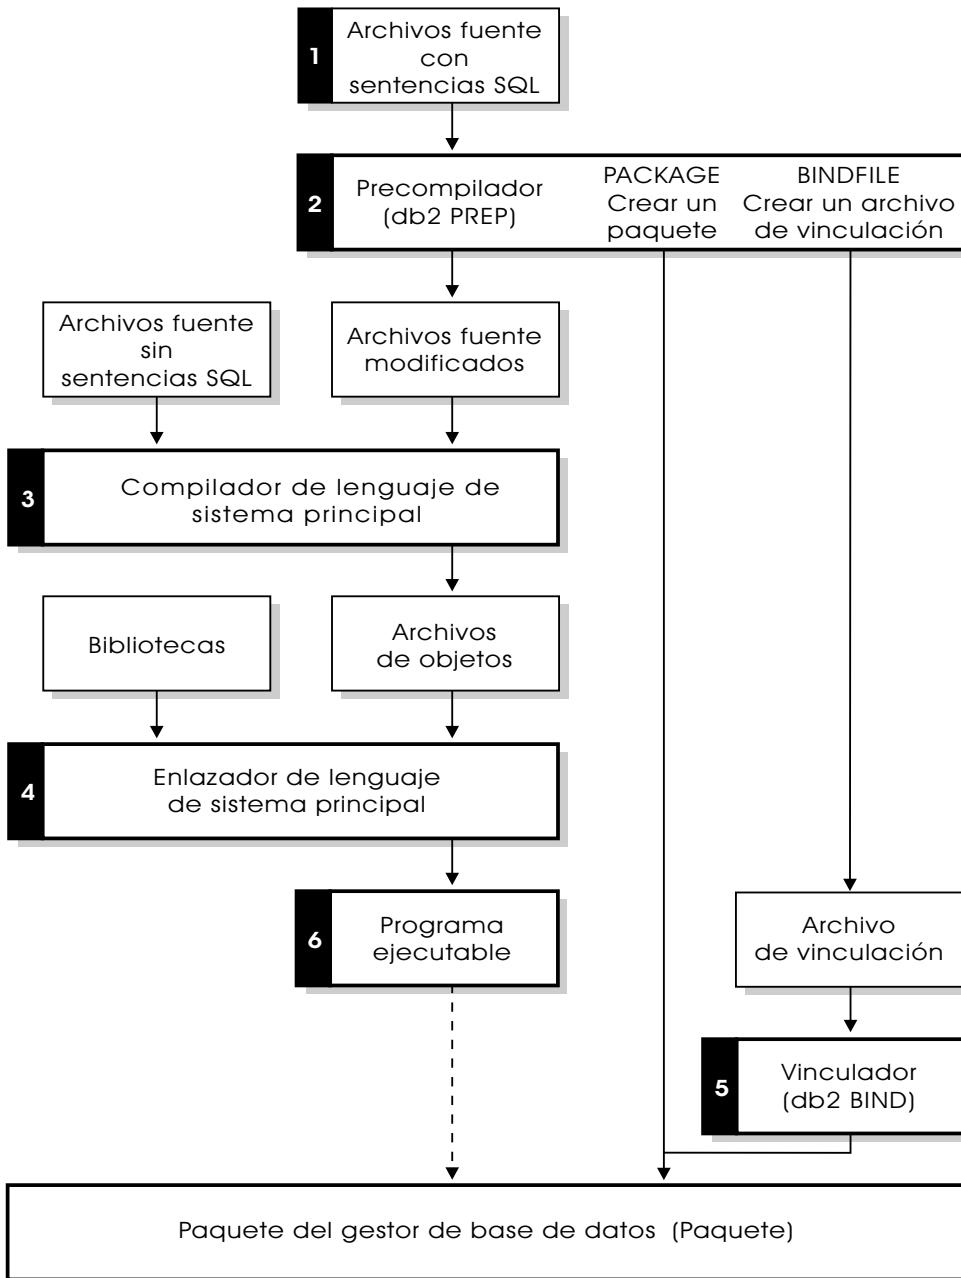 1
Archivos fuente
con
sentencias SQL
2
Precompilador
(db2 PREP)
PACKAGE
Crear un
paquete
BINDFILE
Crear un archivo
de vinculación
Archivos fuente
sin
sentencias SQL
Archivos fuente
modificados
3
Compilador de lenguaje de
sistema principal
Bibliotecas
Archivos
de objetos
4
Enlazador de lenguaje
de sistema principal
6
Programa
ejecutable
Archivo
de vinculación
5
Vinculador
(db2 BIND)
Paquete del gestor de base de datos (Paquete)